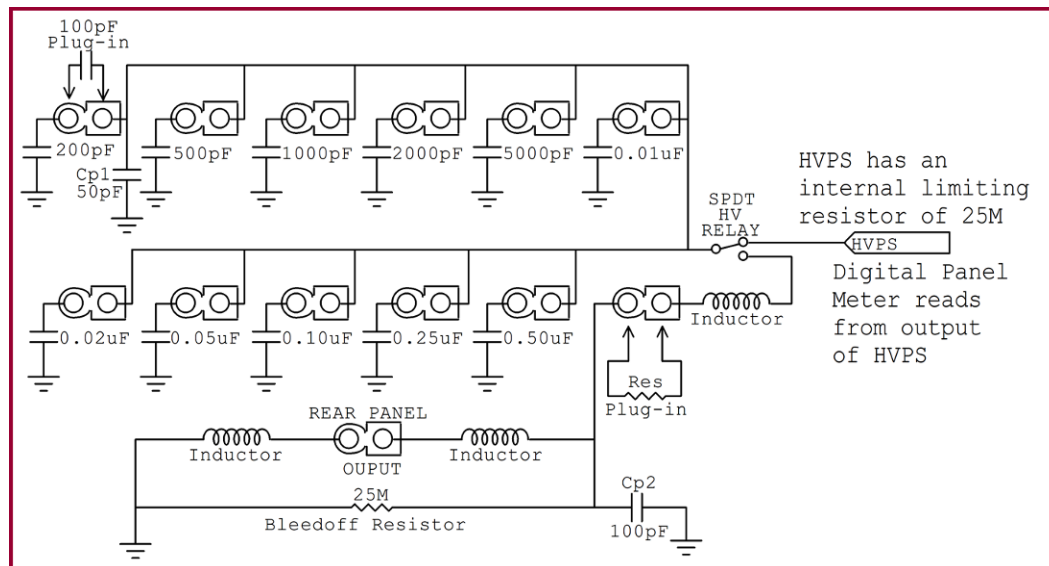 100pF
Plug-in
200pF
500pF
1000pF
2000pF
5000pF
0.01uF
Cp1
50pF
HVPS has an
internal limiting
resistor of 25M
SPDT
HV
RELAY
HVPS
Digital Panel
Meter reads
from output
of HVPS
0.02uF
0.05uF
0.10uF
0.25uF
0.50uF
Inductor
Res
Plug-in
REAR PANEL
Inductor
Inductor
OUPUT
25M
Bleedoff Resistor
Cp2
100pF